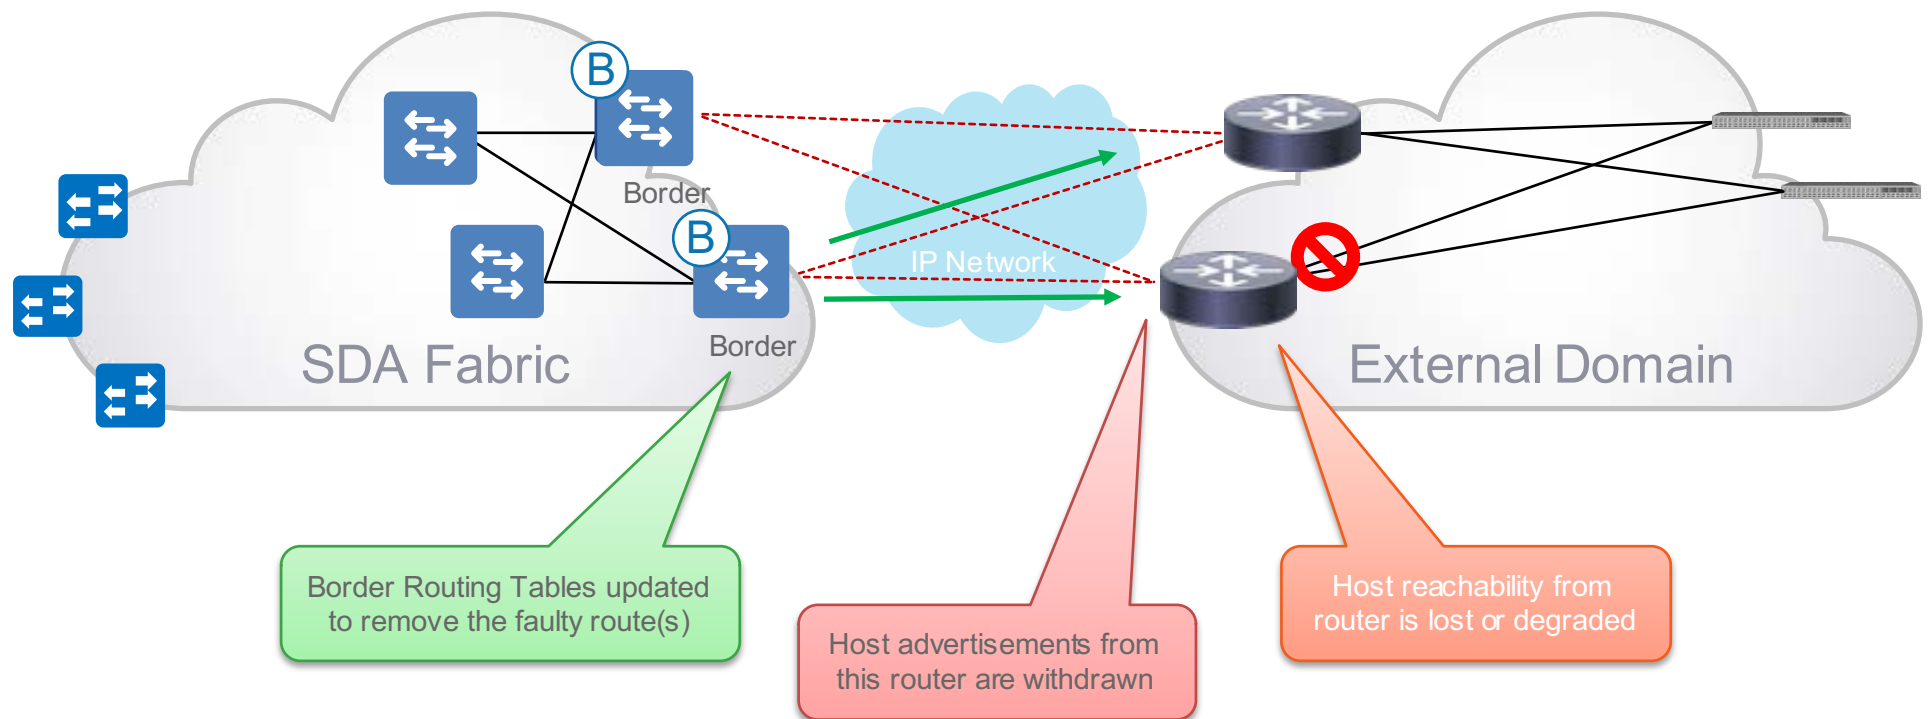 B
Border
B
IP Network
Border
SDA Fabric
External Domain
Border Routing Tables updated
to remove the faulty route(s)
Host advertisements from
this router are withdrawn
Host reachability from
router is lost or degraded